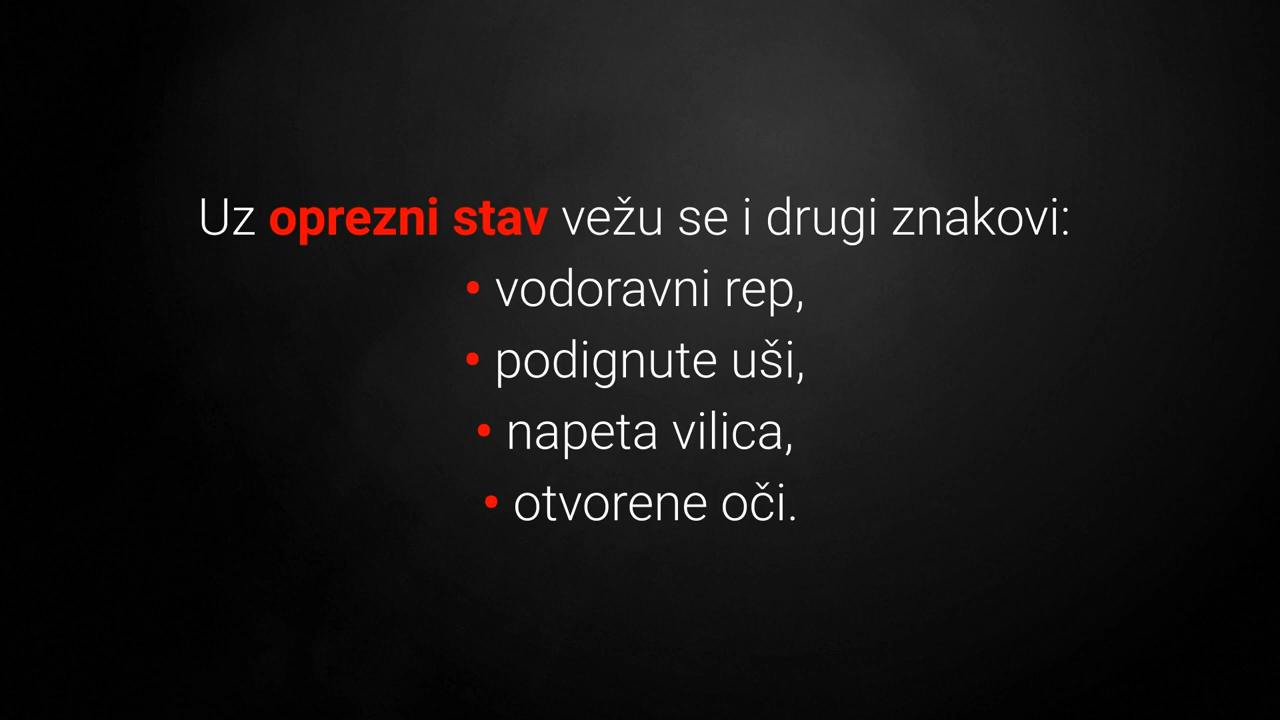 Uz oprezni stav vežu se i drugi znakovi:
• vodoravni rep,
• podignute uši,
• napeta vilica,
• otvorene oči.